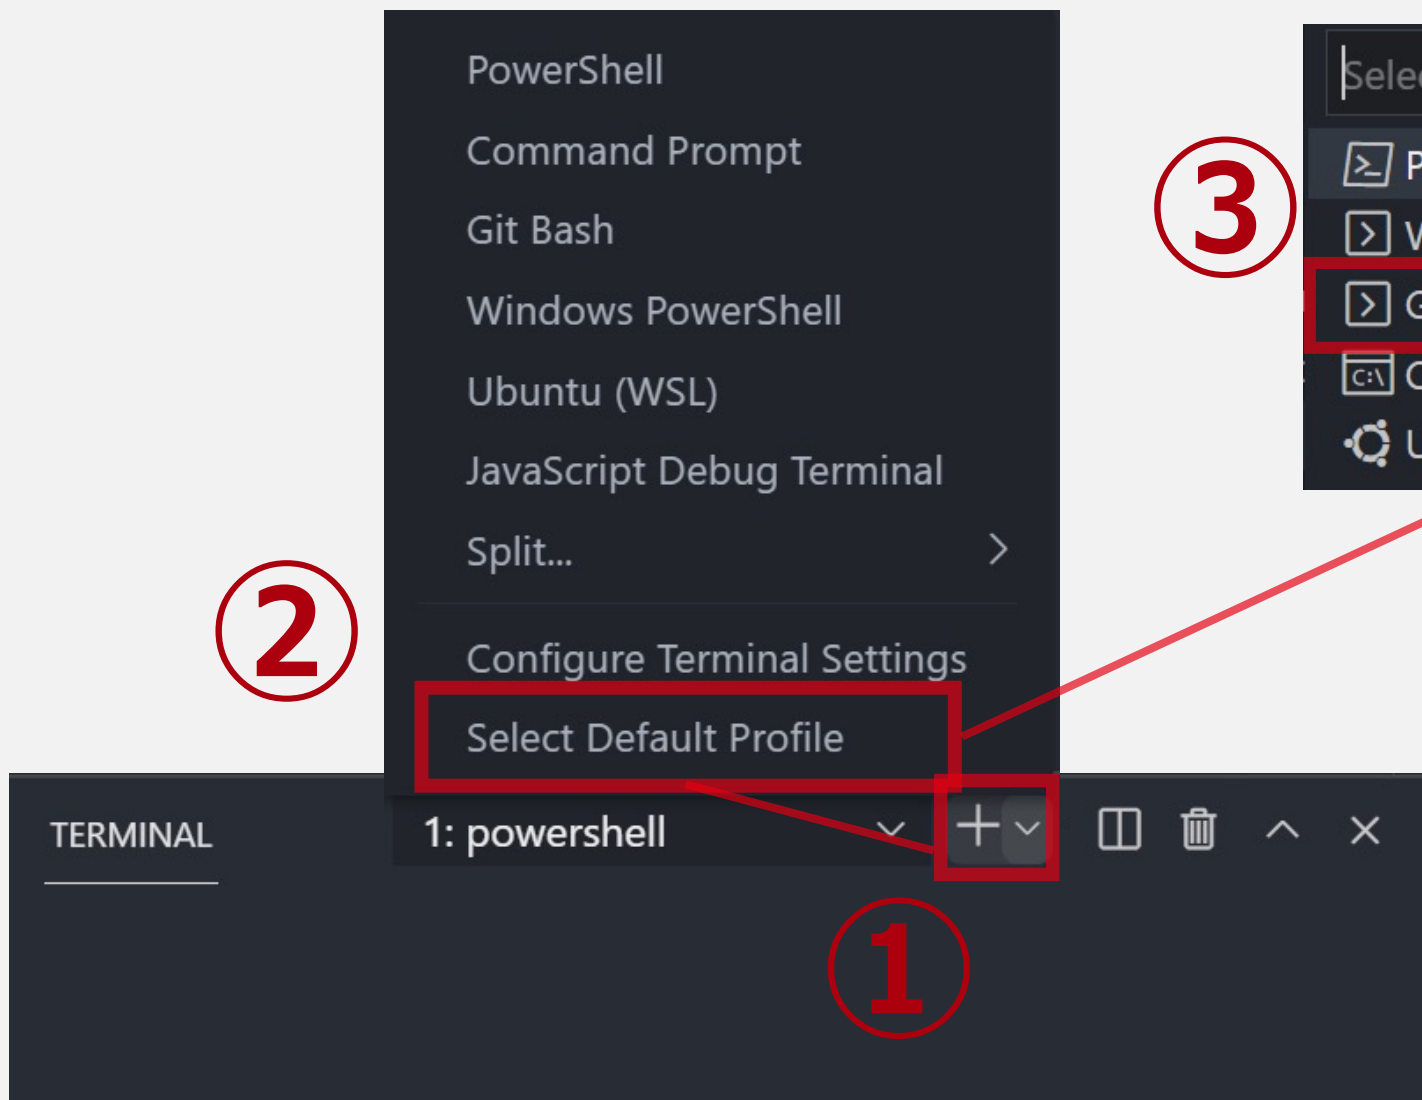 PowerShell
Command Prompt
Git Bash
Windows PowerShell
Ubuntu (WSL)
JavaScript Debug Terminal
Split...
Configure Terminal Settings
Select Default Profile
TERMINAL
1: powershell
1
2
3
P
G
C:\ C
U